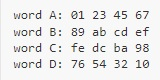 word A: 01 23 45 67
word B: 89 ab cd ef
word C: fe dc ba 98
word D: 76 54 32 10